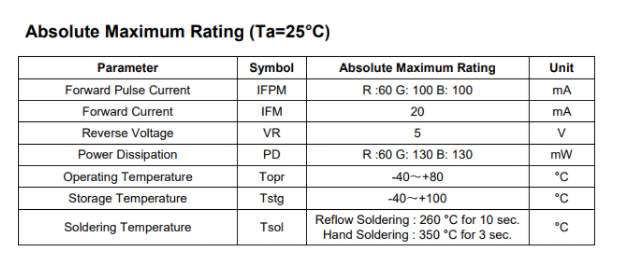 Absolute Maximum Rating (Ta=25°C)
Parameter Symbol Absolute Maximum Rating Unit
Forward Pulse Current IFPM R :60 G: 100 B: 100 mA
Forward Current IFM 20 mA
Reverse Voltage VR 5 V
Power Dissipation PD R :60 G: 130 B: 130 mW
Operating Temperature Topr -40~+80 °C
Storage Temperature Tstg -40~+100 °C
Soldering Temperature Tsol Reflow Soldering : 260 °C for 10 sec. °C
Hand Soldering : 350 °C for 3 sec.